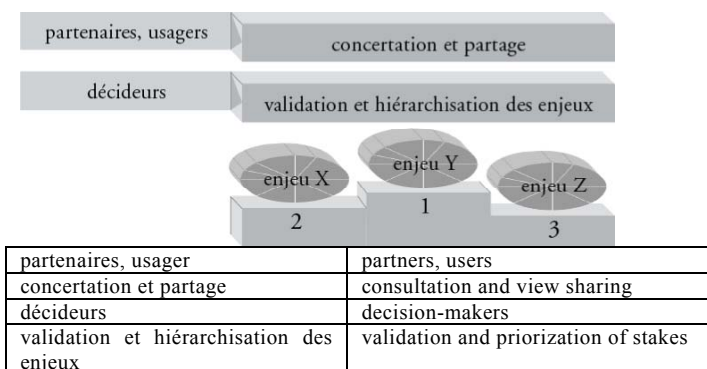 partenaires, usagers
concertation et partage
décideurs
validation et hiérarchisation des enjeux
enjeu X
enjeu Y
enjeu Z
2
1
3
partenaires, usager
partners, users
concertation et partage
consultation and view sharing
décideurs
decision-makers
validation et hiérarchisation des
enjeux
validation and priorization of stakes